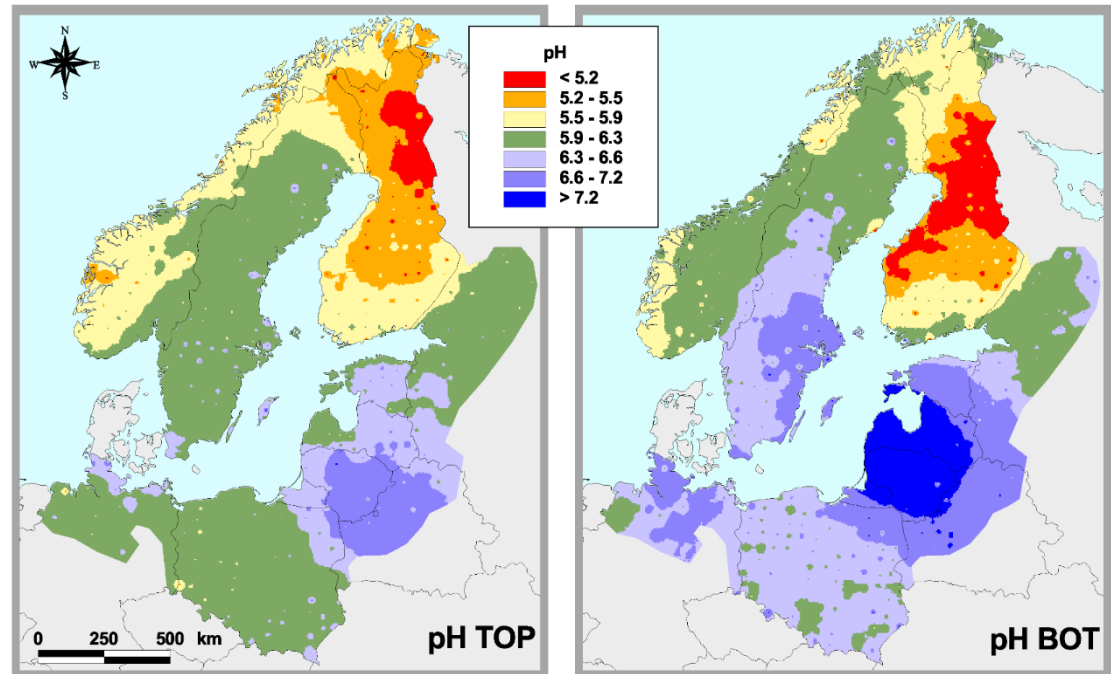 N
W E
S
pH
< 5.2
5.2 - 5.5
5.5 - 5.9
5.9 - 6.3
6.3 - 6.6
6.6 - 7.2
> 7.2
0 250 500 km
pH TOP
pH BOT